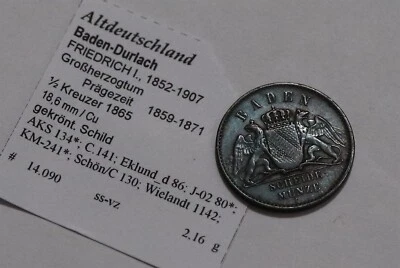 Altdeutschland
Baden-Durlach
FRIEDRICH I., 1852-1907
Großherzogtum
Prägezeit 1859-1871
½ Kreuzer 1865
18,6 mm / Cu
gekrönt. Schild
AKS 134*; C.141; Eklund_d 86; J-02 80*;
KM-241*; Schön/C 130; Wielandt 1142;
# 14.090
ss-vz
2,16 g
BADEN
SCHEIDE
MÜNZE